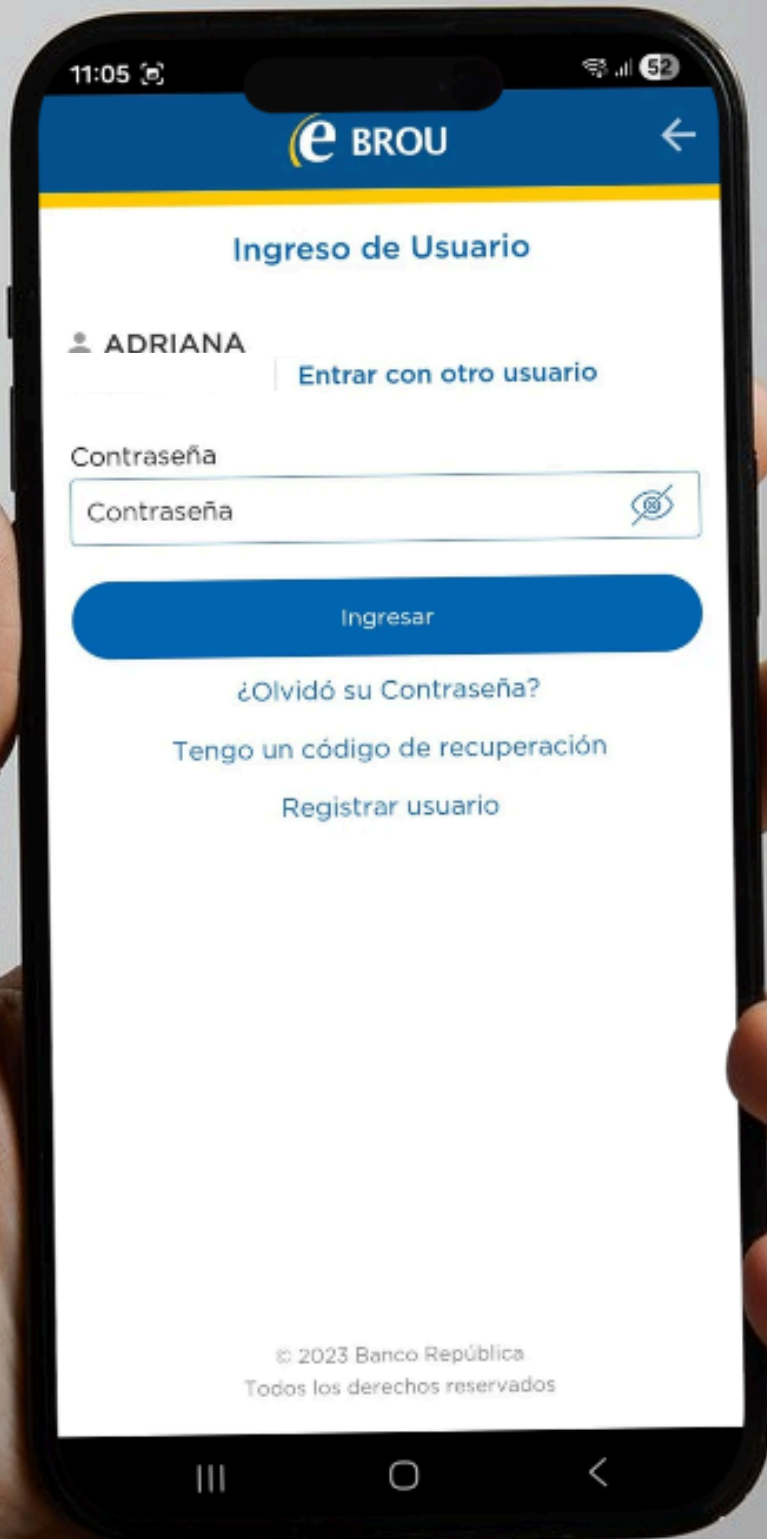 11:05
52
e BROU
Ingreso de Usuario
ADRIANA
Entrar con otro usuario
Contraseña
Contraseña
Ingresar
¿Olvidó su Contraseña?
Tengo un código de recuperación
Registrar usuario
© 2023 Banco República
Todos los derechos reservados